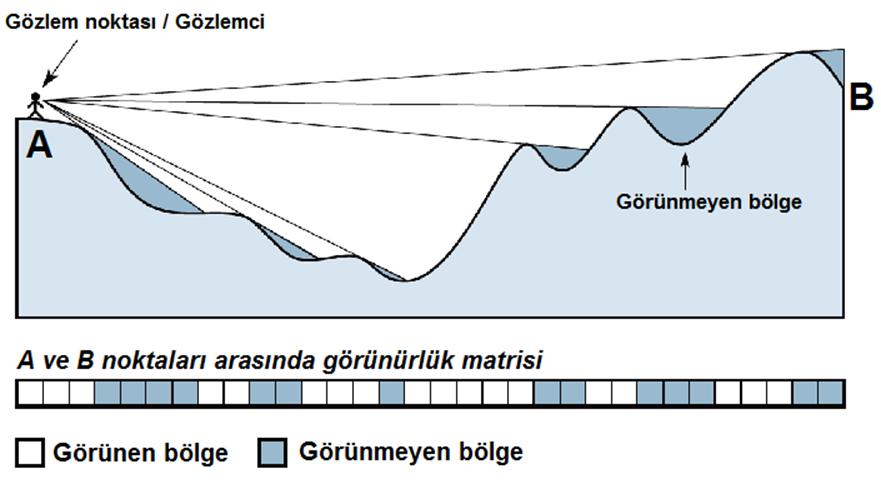 Gözlem noktası / Gözlemci
A
B
Görünmeyen bölge
A ve B noktaları arasında görünürlük matrisi
Görünen bölge
Görünmeyen bölge